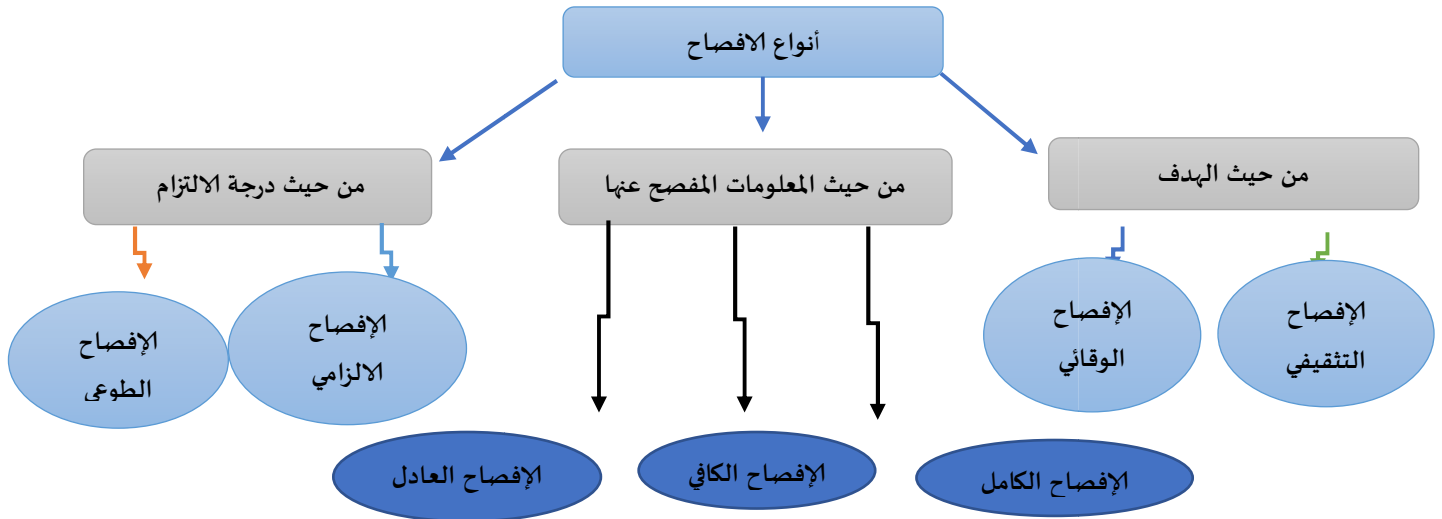 أنواع الافصاح
من حيث الهدف
من حيث المعلومات المفصح عنها
من حيث درجة الالتزام
الإفصاح
التثقيفي
الإفصاح
الوقائي
الإفصاح الكامل
الإفصاح الكافي
الإفصاح العادل
الإفصاح
الالزامي
الإفصاح
الطوعي